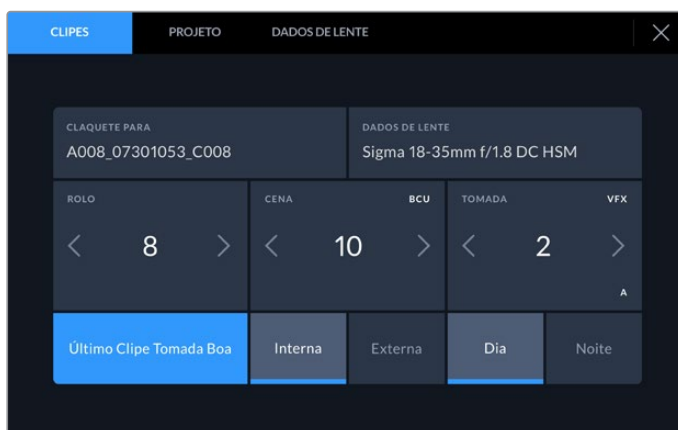 CLIPES PROJETO DADOS DE LENTE
CLAQUETE PARA DADOS DE LENTE
A008_07301053_C008 Sigma 18-35mm f/1.8 DC HSM
ROLO CENA BCU TOMADA VFX
8 10 2
A
Último Clipe Tomada Boa Interna Externa Dia Noite